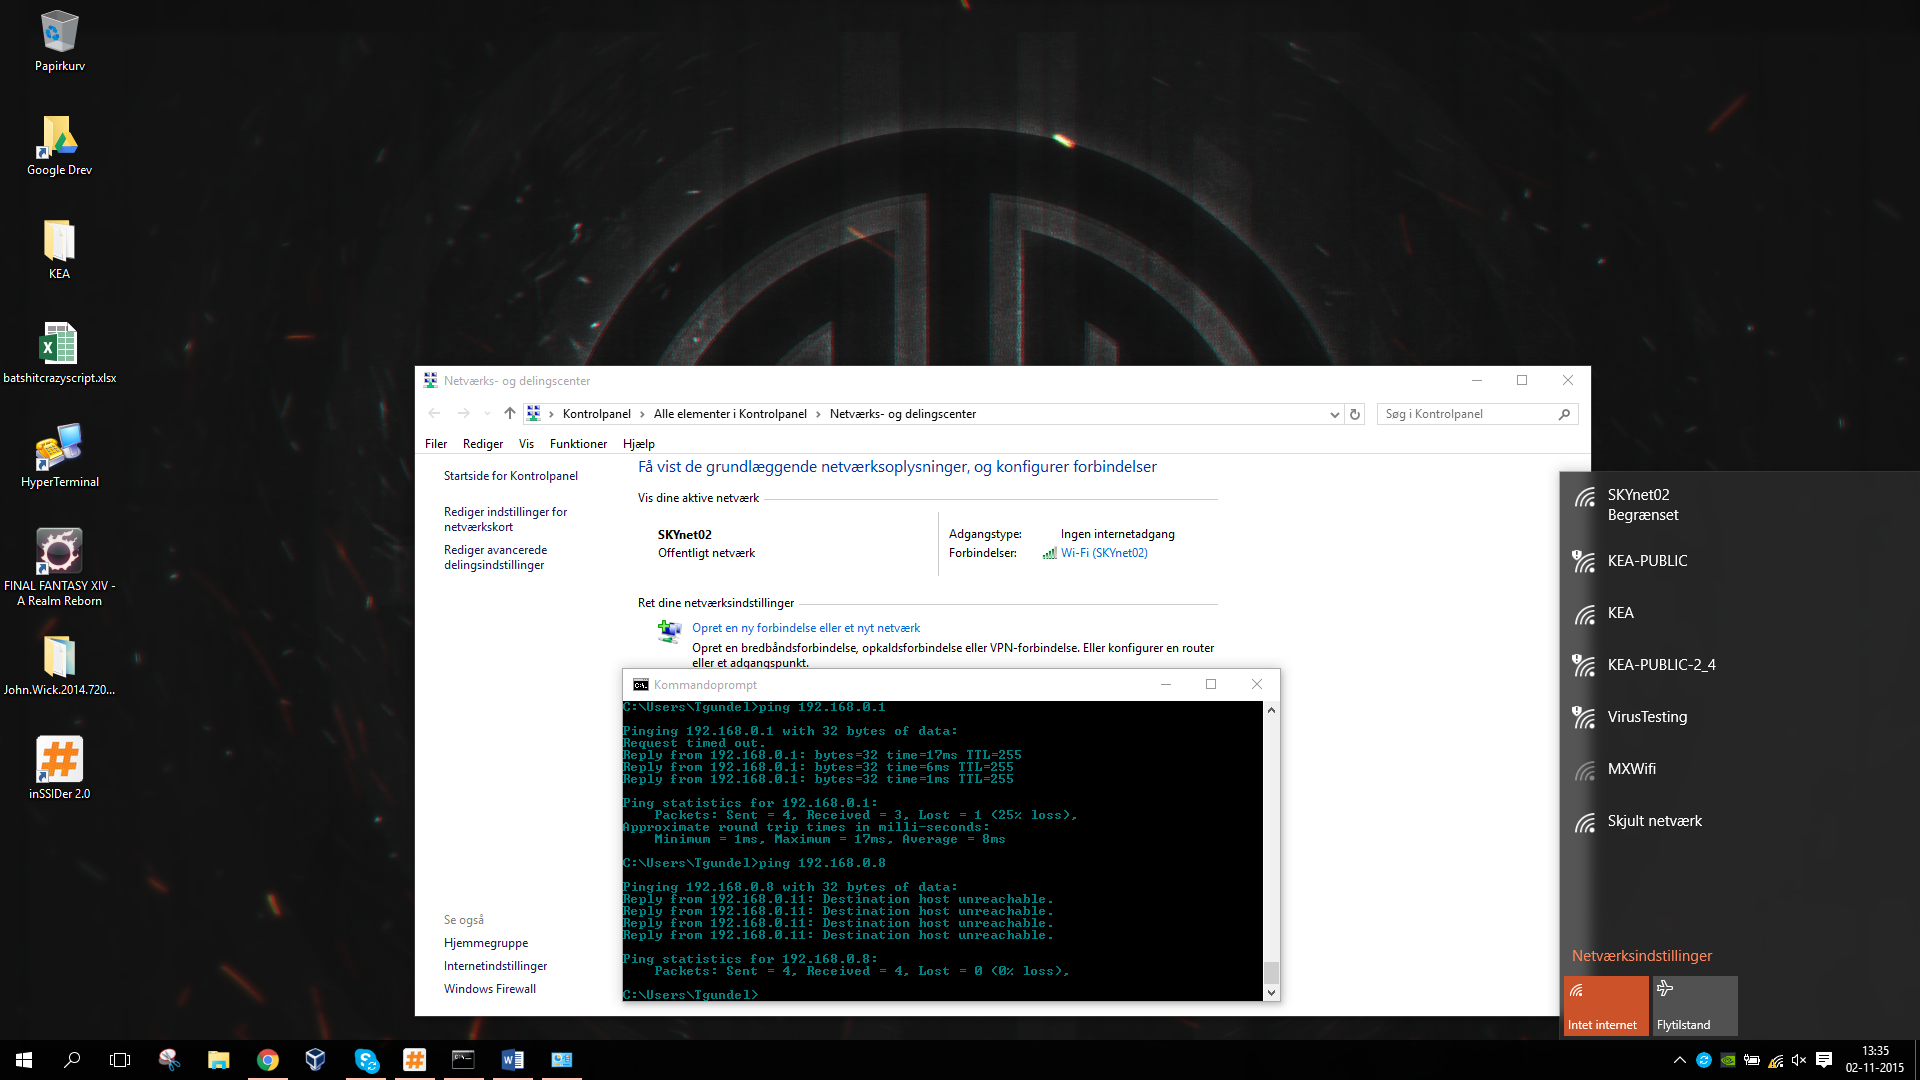 Papirkurv
Google Drev
KEA
batshitcrazyscript.xlsx
HyperTerminal
FINAL FANTASY XIV -
A Realm Reborn
John.Wick.2014.720...
inSSIDer 2.0
Netværks- og delingscenter
Kontrolpanel
Alle elementer i Kontrolpanel
Netværks- og delingscenter
Søg i Kontrolpanel
Filer Rediger Vis Funktioner Hjælp
Startside for Kontrolpanel
Rediger indstillinger for
netværkskort
Rediger avancerede
delingsindstillinger
Se også
Hjemmegruppe
Internetindstillinger
Windows Firewall
Få vist de grundlæggende netværksoplysninger, og konfigurer forbindelser
Vis dine aktive netværk
SKYnet02
Offentligt netværk
Adgangstype: Ingen internetadgang
Forbindelser: Wi-Fi (SKYnet02)
Ret dine netværksindstillinger
Opret en ny forbindelse eller et nyt netværk
Opret en bredbåndsforbindelse, opkaldsforbindelse eller VPN-forbindelse. Eller konfigurer en router
eller et adgangspunkt.
Kommandoprompt
C:\Users\Tgundel>ping 192.168.0.1
Pinging 192.168.0.1 with 32 bytes of data:
Request timed out.
Reply from 192.168.0.1: bytes=32 time=17ms TTL=255
Reply from 192.168.0.1: bytes=32 time=6ms TTL=255
Reply from 192.168.0.1: bytes=32 time=1ms TTL=255
Ping statistics for 192.168.0.1:
Packets: Sent = 4, Received = 3, Lost = 1 (25% loss),
Approximate round trip times in milli-seconds:
Minimum = 1ms, Maximum = 17ms, Average = 8ms
C:\Users\Tgundel>ping 192.168.0.8
Pinging 192.168.0.8 with 32 bytes of data:
Reply from 192.168.0.11: Destination host unreachable.
Reply from 192.168.0.11: Destination host unreachable.
Reply from 192.168.0.11: Destination host unreachable.
Reply from 192.168.0.11: Destination host unreachable.
Ping statistics for 192.168.0.8:
Packets: Sent = 4, Received = 4, Lost = 0 (0% loss),
C:\Users\Tgundel>
SKYnet02
Begrænset
KEA-PUBLIC
KEA
KEA-PUBLIC-2_4
VirusTesting
MXWifi
Skjult netværk
Netværksindstillinger
Intet internet
Flytilstand
13:35
02-11-2015